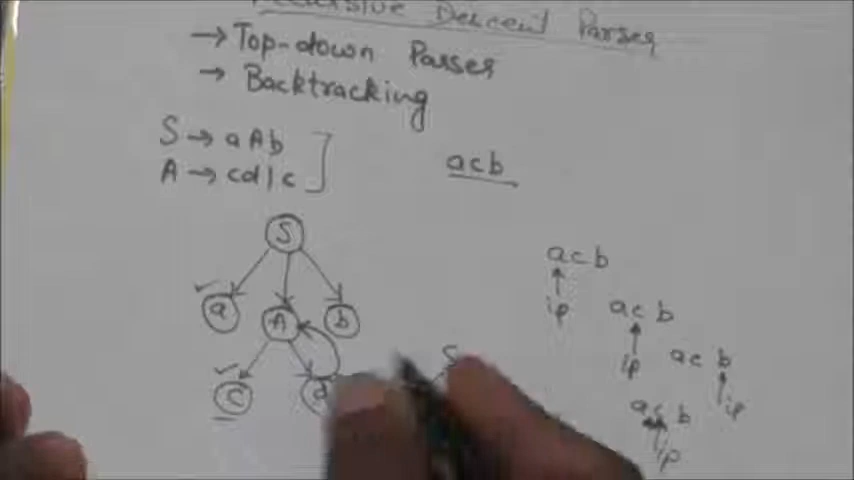 Descent Parser
→ Top-down Parser
→ Backtracking
S → aAb
A → cd|c
acb
S
a A b
c d
S
acb
ip
acb
ip
acb
ip
acb
ip